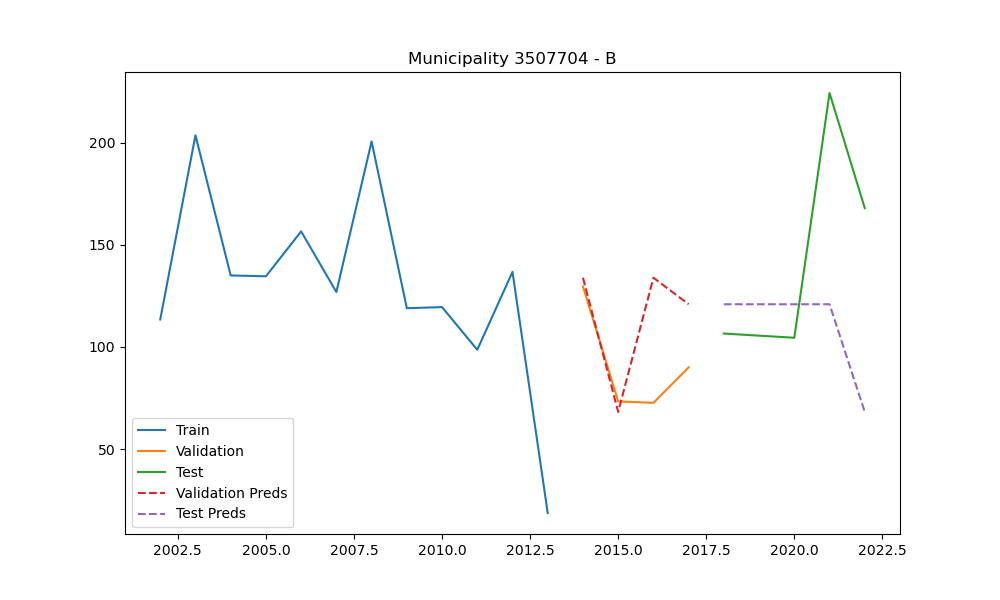 Municipality 3507704 - B
200
150
100
50
Train
Validation
Test
Validation Preds
Test Preds
2002.5 2005.0 2007.5 2010.0 2012.5 2015.0 2017.5 2020.0 2022.5